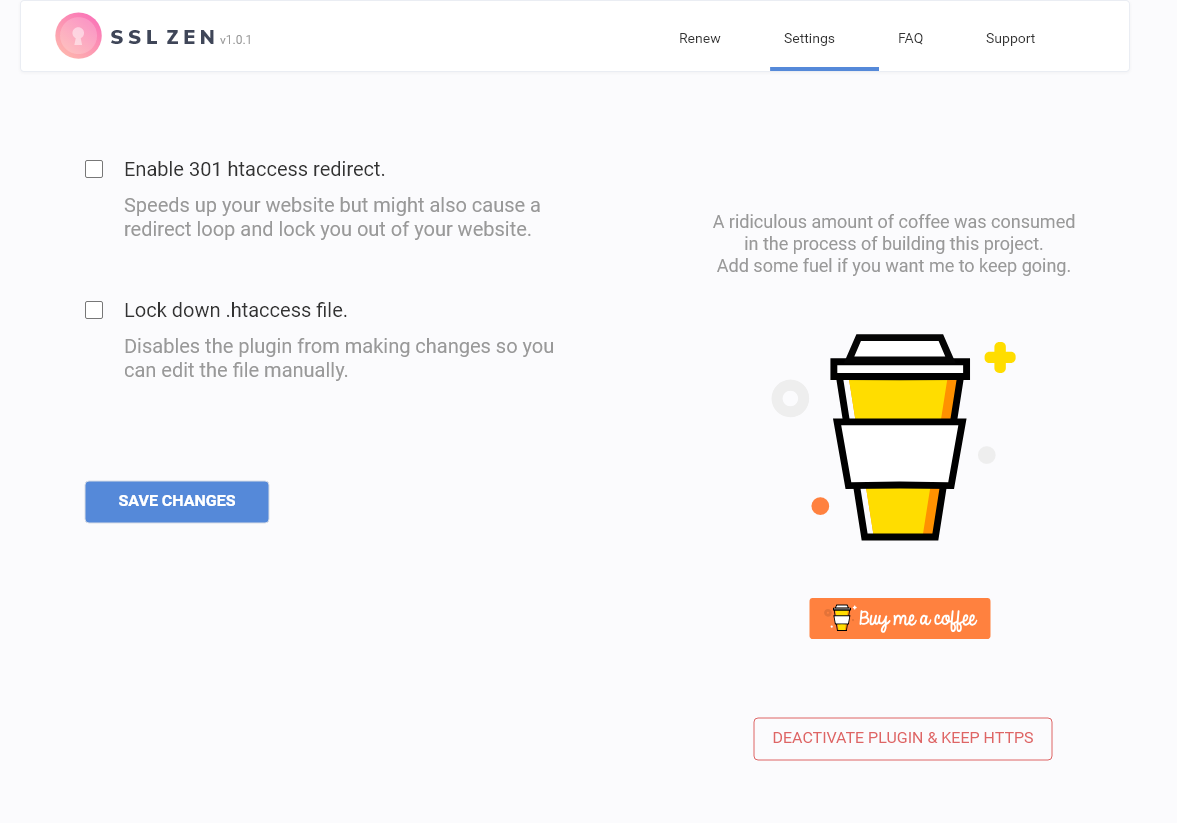 SSL ZEN v1.0.1
Renew
Settings
FAQ
Support
Enable 301 htaccess redirect.
Speeds up your website but might also cause a
redirect loop and lock you out of your website.
Lock down .htaccess file.
Disables the plugin from making changes so you
can edit the file manually.
SAVE CHANGES
A ridiculous amount of coffee was consumed
in the process of building this project.
Add some fuel if you want me to keep going.
Buy me a coffee
DEACTIVATE PLUGIN & KEEP HTTPS